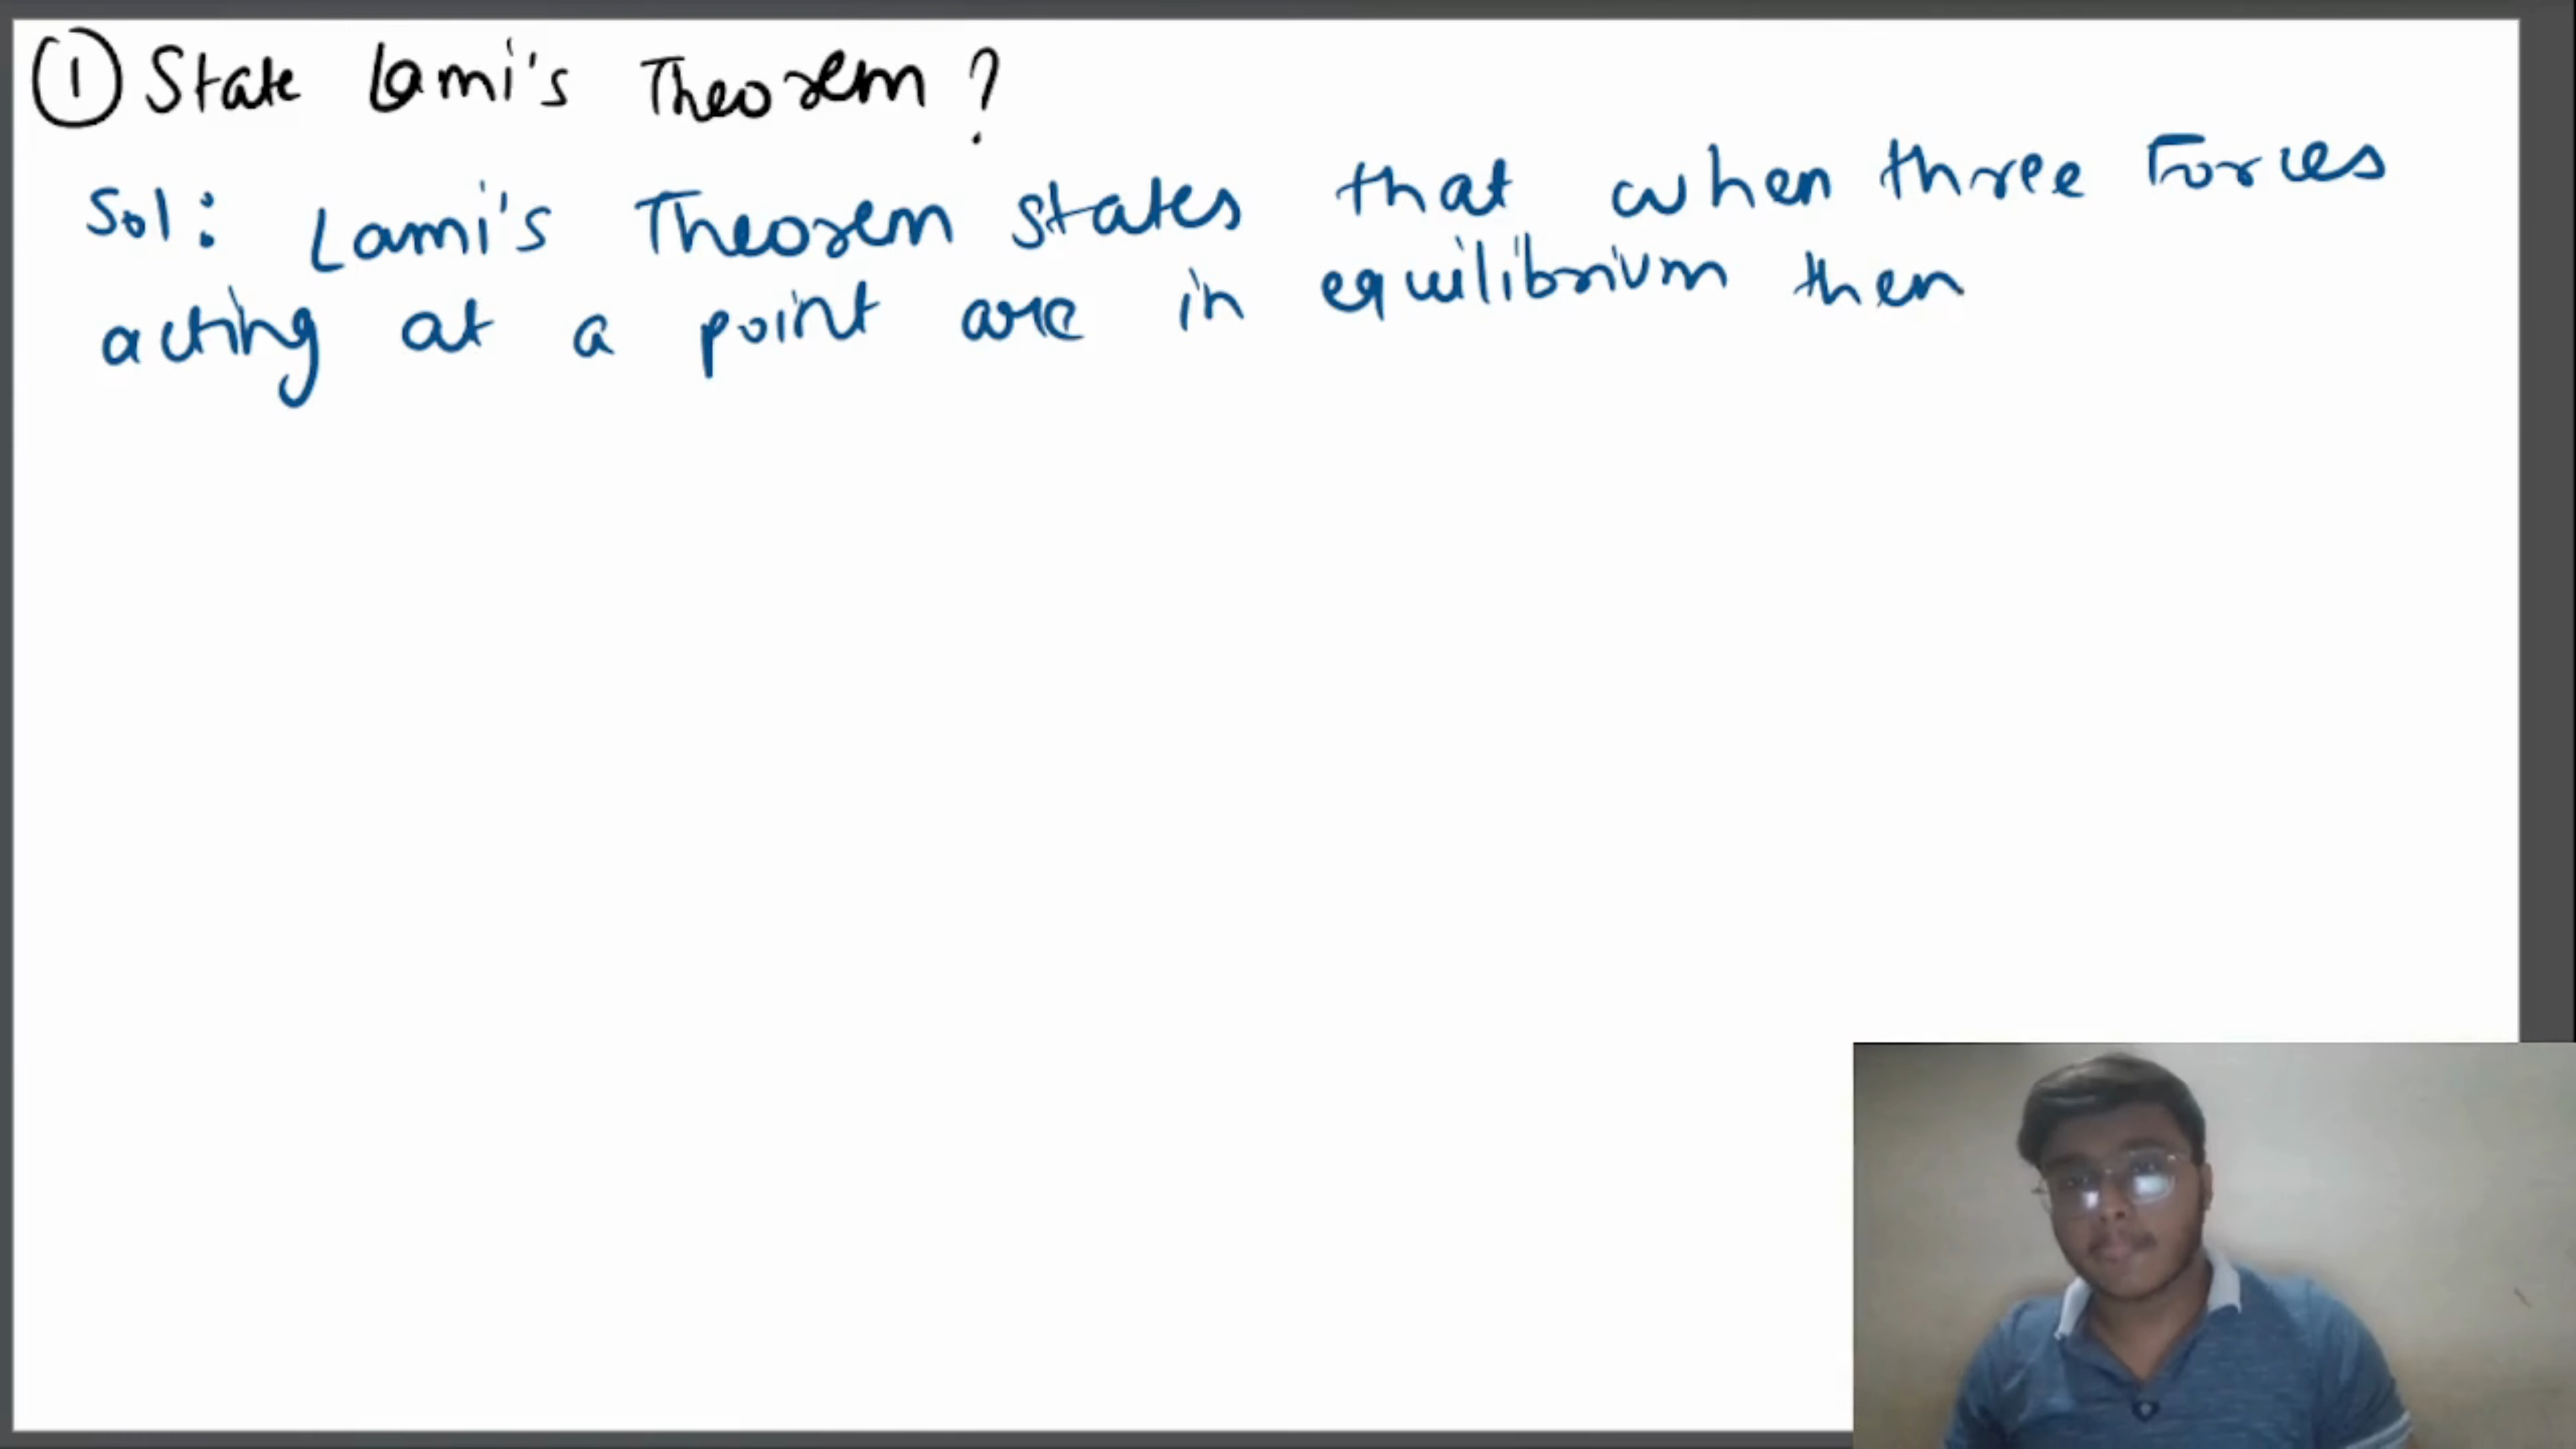 ① State Lami's Theorem ?
Sol: Lami's Theorem states that when three Forces
acting at a point are in equilibrium then